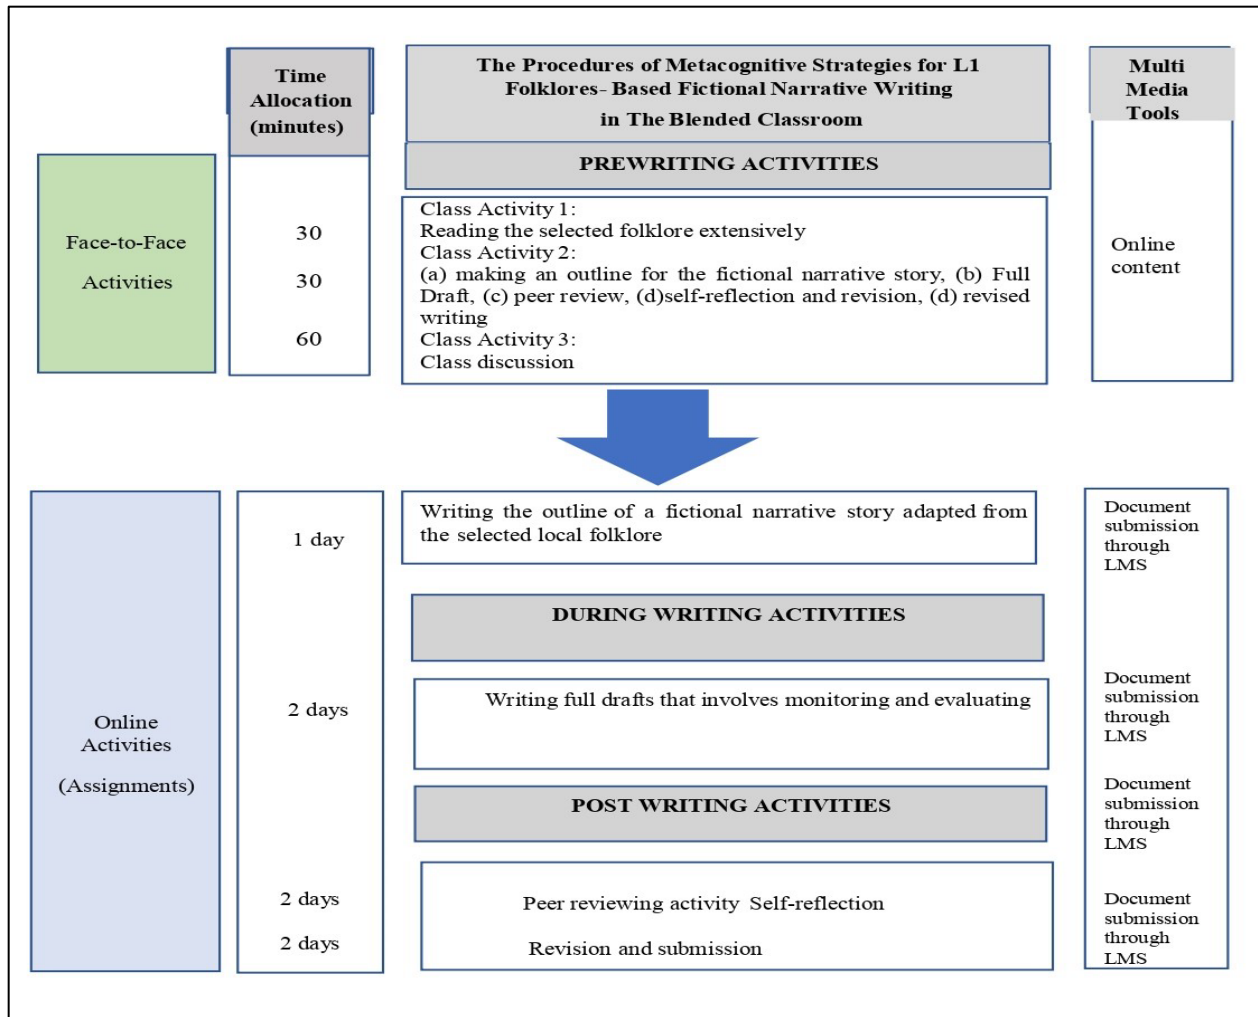 Time
Allocation
(minutes)
The Procedures of Metacognitive Strategies for L1
Folklores- Based Fictional Narrative Writing
in The Blended Classroom
Multi
Media
Tools
PREWRITING ACTIVITIES
Face-to-Face
Activities
30
30
60
Class Activity 1:
Reading the selected folklore extensively
Class Activity 2:
(a) making an outline for the fictional narrative story, (b) Full
Draft, (c) peer review, (d)self-reflection and revision, (d) revised
writing
Class Activity 3:
Class discussion
Online
content
Online
Activities
(Assignments)
1 day
Writing the outline of a fictional narrative story adapted from
the selected local folklore
Document
submission
through
LMS
DURING WRITING ACTIVITIES
2 days
Writing full drafts that involves monitoring and evaluating
Document
submission
through
LMS
POST WRITING ACTIVITIES
Document
submission
through
LMS
2 days
Peer reviewing activity Self-reflection
2 days
Revision and submission
Document
submission
through
LMS